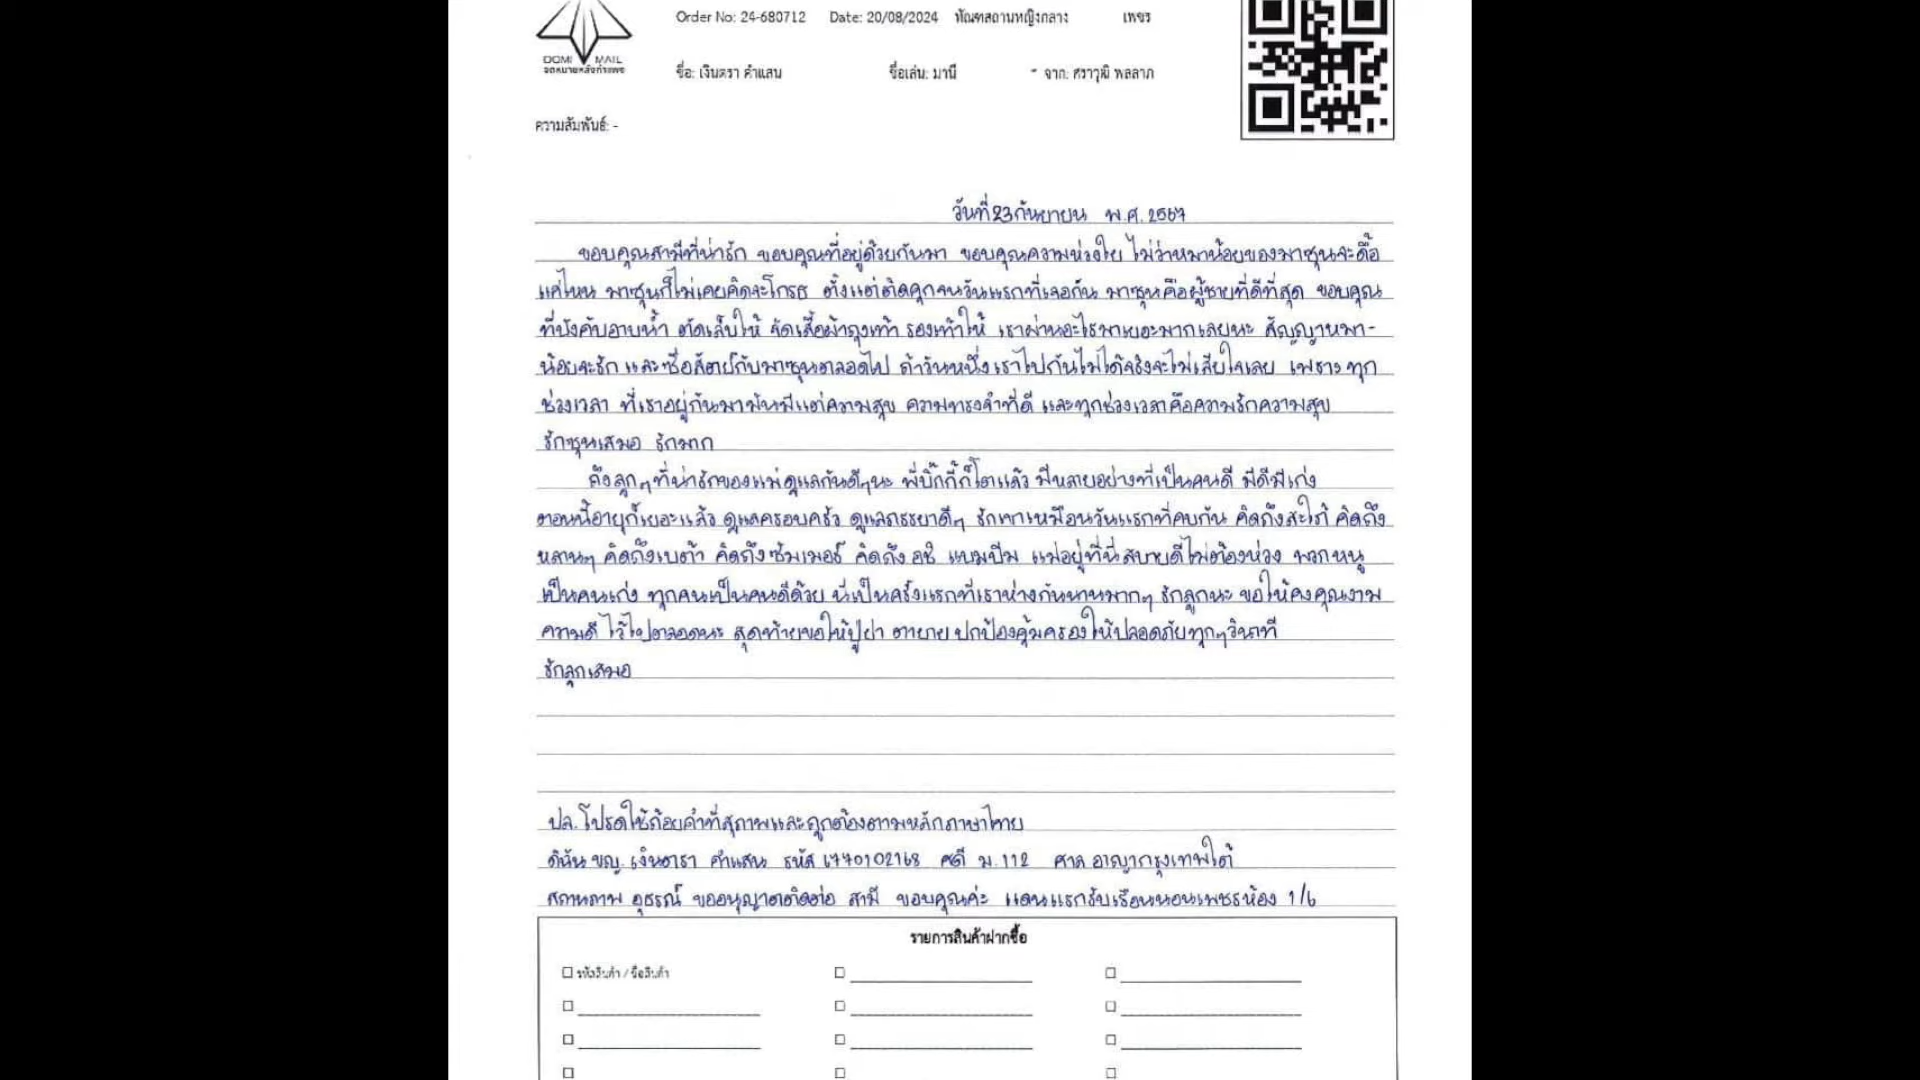 Order No: 24-680712 Date: 20/08/2024 ทัณฑสถานหญิงกลาง เพชร
DOMI MAIL
จดหมายหลังกำแพง
ชื่อ: เงินตรา คำแสน ชื่อเล่น: มานี จาก: ศราวุฒิ พลลาภ
ความสัมพันธ์: -
วันที่ 23 กันยายน พ.ศ. 2567
ขอบคุณสามีที่น่ารัก ขอบคุณที่อยู่ด้วยกันมา ขอบคุณความห่วงใย ไม่ว่าหมาน้อยของมาซุนจะดื้อ
แค่ไหน มาซุนก็ไม่เคยคิดจะโกรธ ตั้งแต่ติดคุกจนวันแรกที่เจอกัน มาซุนคือผู้ชายที่ดีที่สุด ขอบคุณ
ที่บังคับอาบน้ำ ตัดเล็บให้ จัดเสื้อผ้าถุงเท้า รองเท้าให้ เราผ่านอะไรมาเยอะมากเลยนะ สัญญาหมา-
น้อยจะรัก และซื่อสัตย์กับมาซุนตลอดไป ถ้าวันหนึ่งเราไปกันไม่ได้จริงจะไม่เสียใจเลย เพราะทุก
ช่วงเวลา ที่เราอยู่กันมามันมีแต่ความสุข ความทรงจำที่ดี และทุกช่วงเวลาคือความรักความสุข
รักซุนเสมอ รักมาก
ถึงลูกๆที่น่ารักของแม่ดูแลกันดีๆนะ พี่บิ๊กกี้ก็โตแล้ว มีหลายอย่างที่เป็นคนดี มีดีมีเก่ง
ตอนนี้อายุก็เยอะแล้ว ดูแลครอบครัว ดูแลภรรยาดีๆ รักเขาเหมือนวันแรกที่คบกัน คิดถึงสะใภ้ คิดถึง
หลานๆ คิดถึงเบต้า คิดถึงซัมเมอร์ คิดถึง อชิ แบมบีม แม่อยู่ที่นี่สบายดีไม่ต้องห่วง พวกหนู
เป็นคนเก่ง ทุกคนเป็นคนดีด้วย นี่เป็นครั้งแรกที่เราห่างกันนานมากๆ รักลูกนะ ขอให้คงคุณงาม
ความดี ไว้ไปตลอดนะ สุดท้ายขอให้ปู่ย่า ตายาย ปกป้องคุ้มครองให้ปลอดภัยทุกๆวินาที
รักลูกเสมอ
ปล.โปรดใช้ถ้อยคำที่สุภาพและถูกต้องตามหลักภาษาไทย
ดิฉัน ขญ. เงินตารา คำแสน รหัส 6770102168 คดี ม.112 ศาล อาญากรุงเทพใต้
สถานภาพ อุธรณ์ ขออนุญาตติดต่อ สามี ขอบคุณค่ะ แดนแรกรับเรือนนอนเพชรห้อง 1/6
รายการสินค้าฝากซื้อ
รหัสสินค้า / ชื่อสินค้า